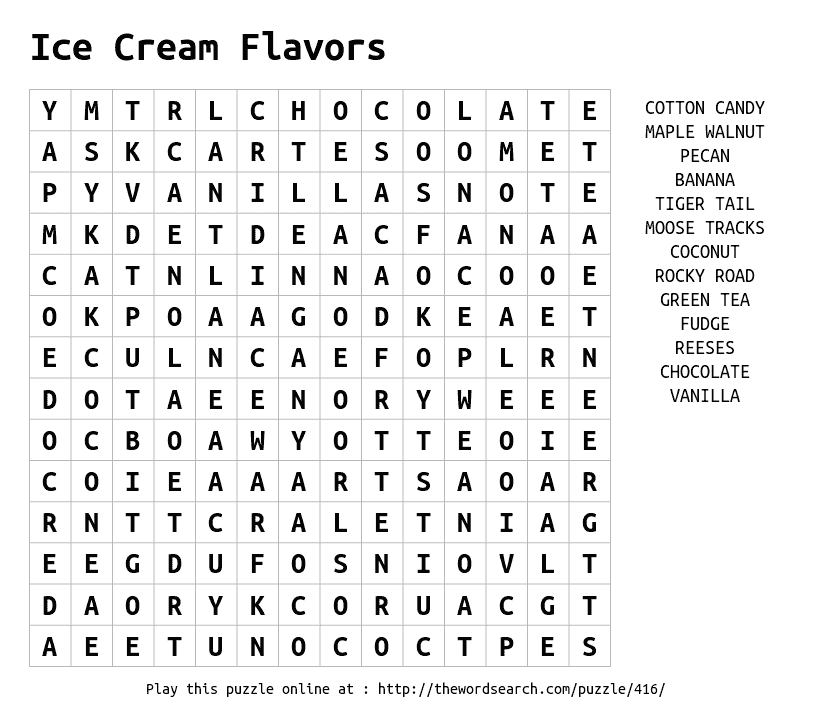 Ice Cream Flavors
Y M T R L C H O C O L A T E
A S K C A R T E S O O M E T
P Y V A N I L L A S N O T E
M K D E T D E A C F A N A A
C A T N L I N N A O C O O E
O K P O A A G O D K E A E T
E C U L N C A E F O P L R N
D O T A E E N O R Y W E E E
O C B O A W Y O T T E O I E
C O I E A A A R T S A O A R
R N T T C R A L E T N I A G
E E G D U F O S N I O V L T
D A O R Y K C O R U A C G T
A E E T U N O C O C T P E S
COTTON CANDY
MAPLE WALNUT
PECAN
BANANA
TIGER TAIL
MOOSE TRACKS
COCONUT
ROCKY ROAD
GREEN TEA
FUDGE
REESES
CHOCOLATE
VANILLA
Play this puzzle online at : http://thewordsearch.com/puzzle/416/